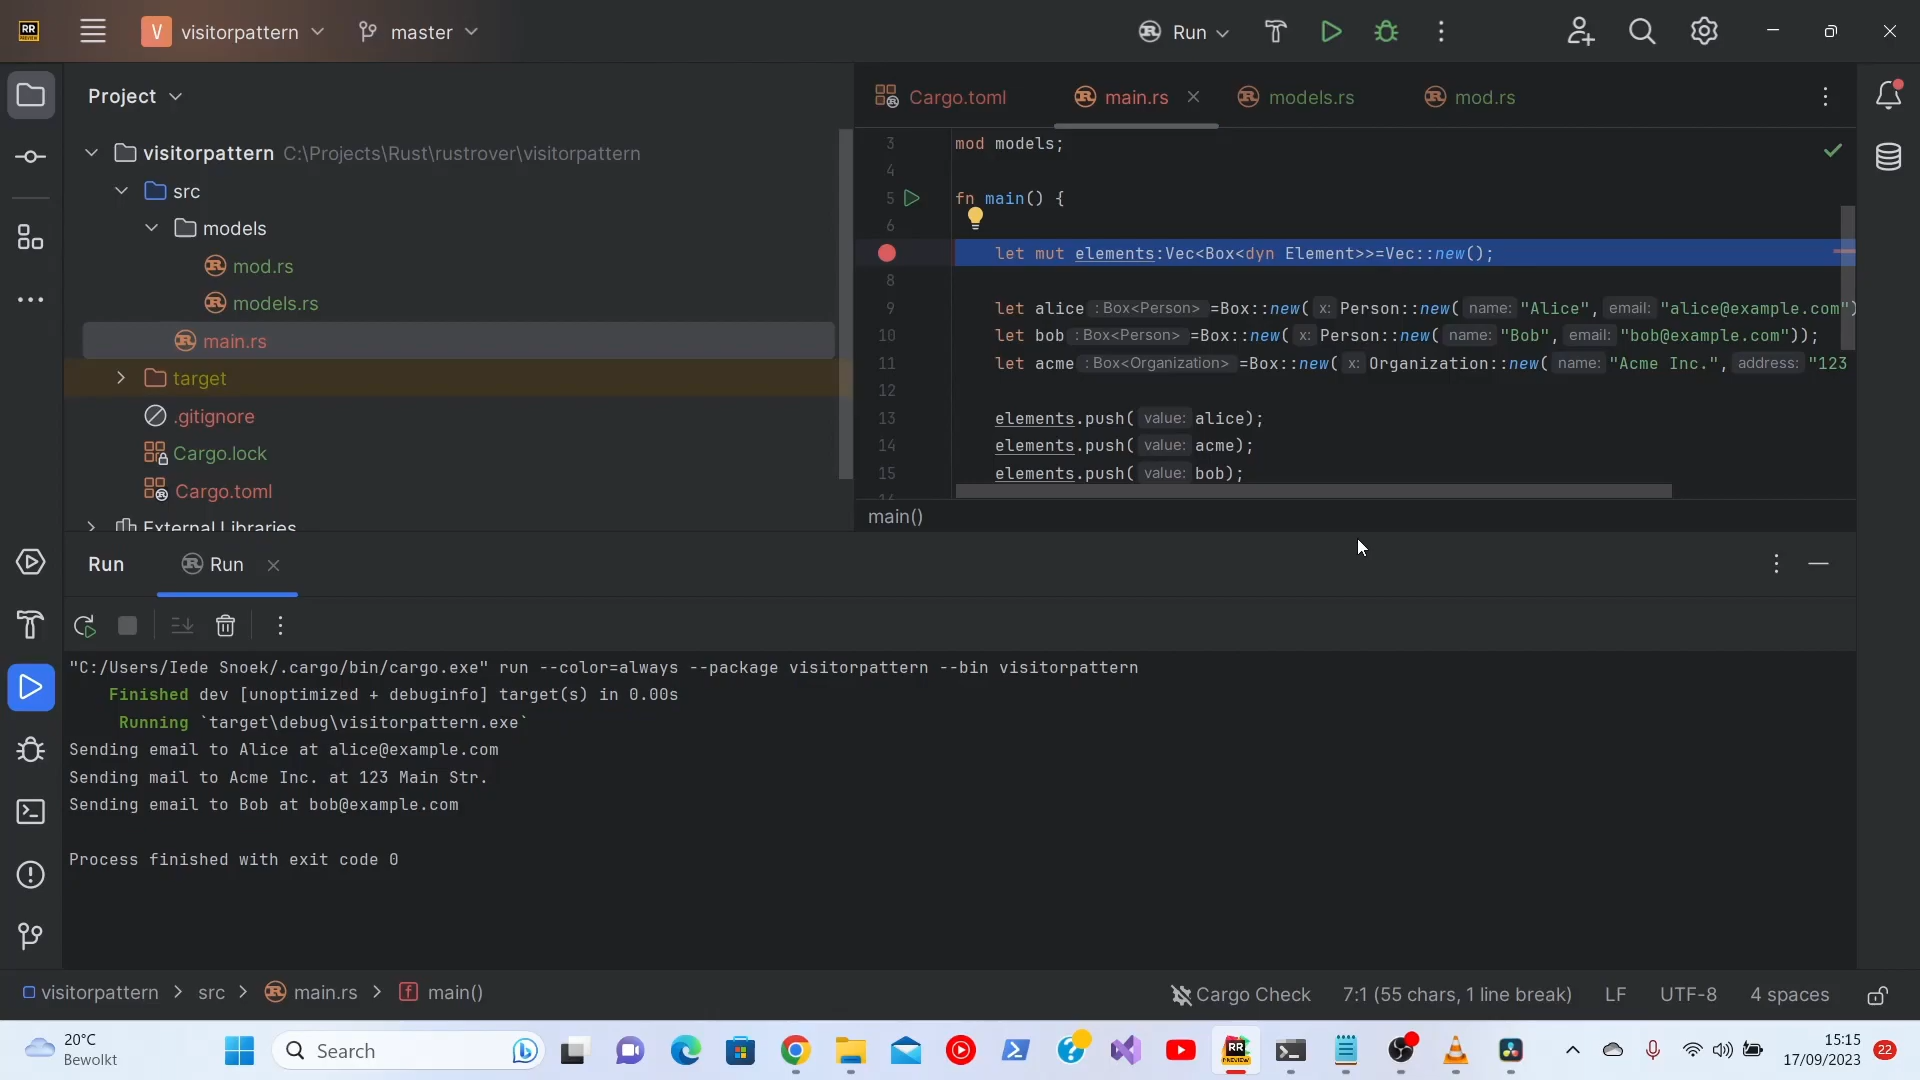 RR
PREVIEW
V visitorpattern
master
Run
Project
Cargo.toml
main.rs
models.rs
mod.rs
visitorpattern C:\Projects\Rust\rustrover\visitorpattern
src
models
mod.rs
models.rs
main.rs
target
.gitignore
Cargo.lock
Cargo.toml
External Libraries
3 mod models;
4
5 fn main() {
6
let mut elements:Vec<Box<dyn Element>>=Vec::new();
8
9 let alice : Box<Person> =Box::new( x: Person::new( name: "Alice", email: "alice@example.com")
10 let bob : Box<Person> =Box::new( x: Person::new( name: "Bob", email: "bob@example.com"));
11 let acme : Box<Organization> =Box::new( x: Organization::new( name: "Acme Inc.", address: "123
12
13 elements.push( value: alice);
14 elements.push( value: acme);
15 elements.push( value: bob);
main()
Run
Run
"C:/Users/Iede Snoek/.cargo/bin/cargo.exe" run --color=always --package visitorpattern --bin visitorpattern
Finished dev [unoptimized + debuginfo] target(s) in 0.00s
Running `target\debug\visitorpattern.exe`
Sending email to Alice at alice@example.com
Sending mail to Acme Inc. at 123 Main Str.
Sending email to Bob at bob@example.com
Process finished with exit code 0
visitorpattern > src > main.rs > main()
Cargo Check
7:1 (55 chars, 1 line break)
LF
UTF-8
4 spaces
20°C
Bewolkt
Search
RR
PREVIEW
15:15
17/09/2023
22